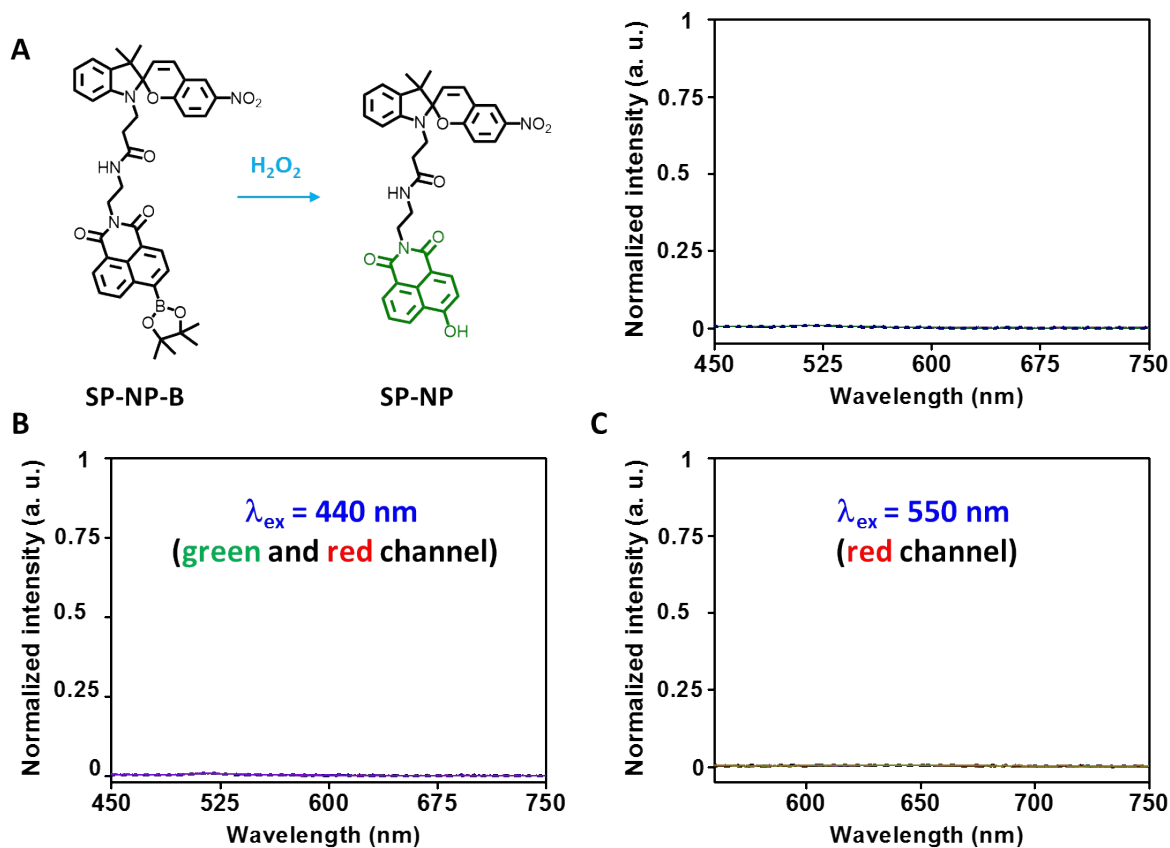 A
N
O
NO₂
HN
O
O
N
O
B
O
O
SP-NP-B
H₂O₂
N
O
NO₂
HN
O
O
N
O
OH
SP-NP
Normalized intensity (a. u.)
1
0.75
0.5
0.25
0
450 525 600 675 750
Wavelength (nm)
B
Normalized intensity (a. u.)
1
0.75
0.5
0.25
0
λex = 440 nm
(green and red channel)
450 525 600 675 750
Wavelength (nm)
C
Normalized intensity (a. u.)
1
0.75
0.5
0.25
0
λex = 550 nm
(red channel)
600 650 700 750
Wavelength (nm)